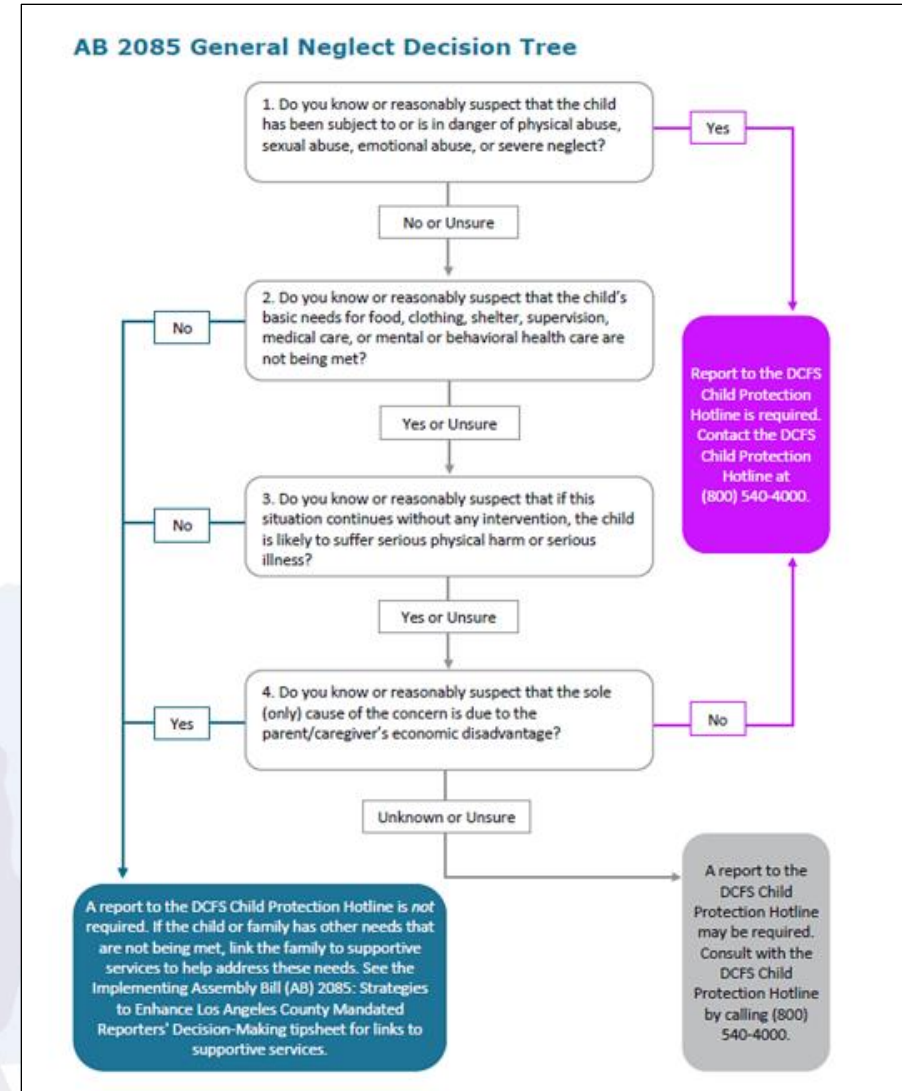 AB 2085 General Neglect Decision Tree
1. Do you know or reasonably suspect that the child
has been subject to or is in danger of physical abuse,
sexual abuse, emotional abuse, or severe neglect?
Yes
No or Unsure
2. Do you know or reasonably suspect that the child's
basic needs for food, clothing, shelter, supervision,
medical care, or mental or behavioral health care are
not being met?
No
Yes or Unsure
3. Do you know or reasonably suspect that if this
situation continues without any intervention, the child
is likely to suffer serious physical harm or serious
illness?
No
Yes or Unsure
4. Do you know or reasonably suspect that the sole
(only) cause of the concern is due to the
parent/caregiver's economic disadvantage?
Yes
No
Unknown or Unsure
Report to the DCFS
Child Protection
Hotline is required.
Contact the DCFS
Child Protection
Hotline at
(800) 540-4000.
A report to the DCFS Child Protection Hotline is not
required. If the child or family has other needs that
are not being met, link the family to supportive
services to help address these needs. See the
Implementing Assembly Bill (AB) 2085: Strategies
to Enhance Los Angeles County Mandated
Reporters' Decision-Making tipsheet for links to
supportive services.
A report to the
DCFS Child
Protection Hotline
may be required.
Consult with the
DCFS Child
Protection Hotline
by calling (800)
540-4000.